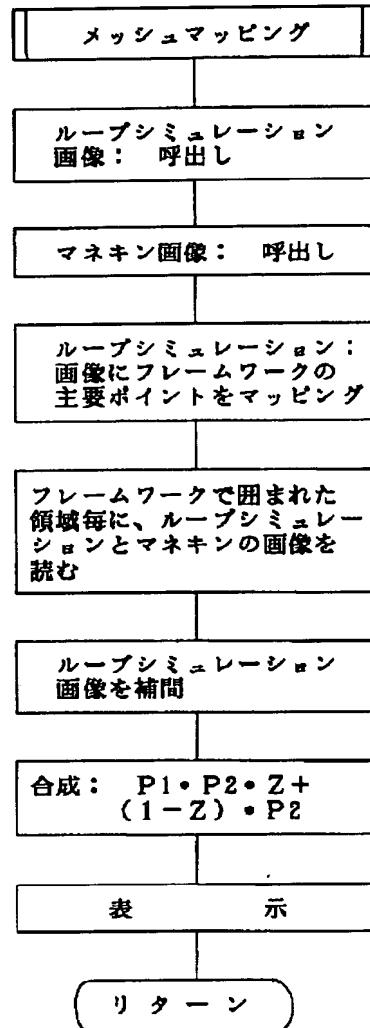 メッシュマッピング
ループシミュレーション
画像：　呼出し
マネキン画像：　呼出し
ループシミュレーション：
画像にフレームワークの
主要ポイントをマッピング
フレームワークで囲まれた
領域毎に、ループシミュレー
ションとマネキンの画像を
読む
ループシミュレーション
画像を補間
合成：　P1・P2・Z＋
（1－Z）・P2
表　示
リターン